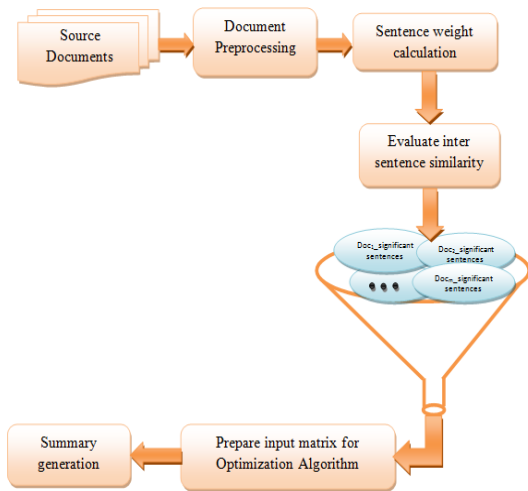 Source
Documents
Document
Preprocessing
Sentence weight
calculation
Evaluate inter
sentence similarity
Doc1_significant
sentences
Doc2_significant
sentences
Docm_significant
sentences
Summary
generation
Prepare input matrix for
Optimization Algorithm